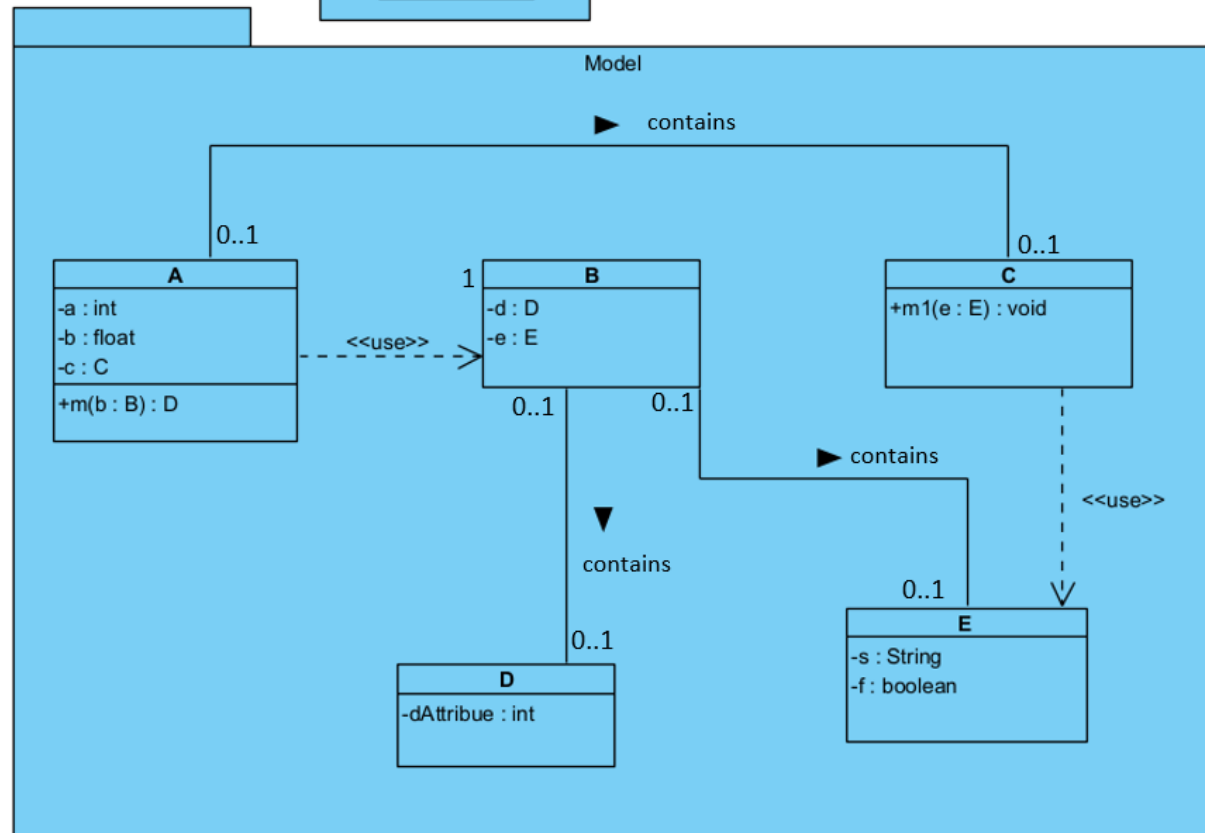 Model
contains
0..1
0..1
A
-a : int
-b : float
-c : C
+m(b : B) : D
<<use>>
1
B
-d : D
-e : E
C
+m1(e : E) : void
0..1
0..1
contains
<<use>>
contains
0..1
0..1
D
-dAttribue : int
E
-s : String
-f : boolean